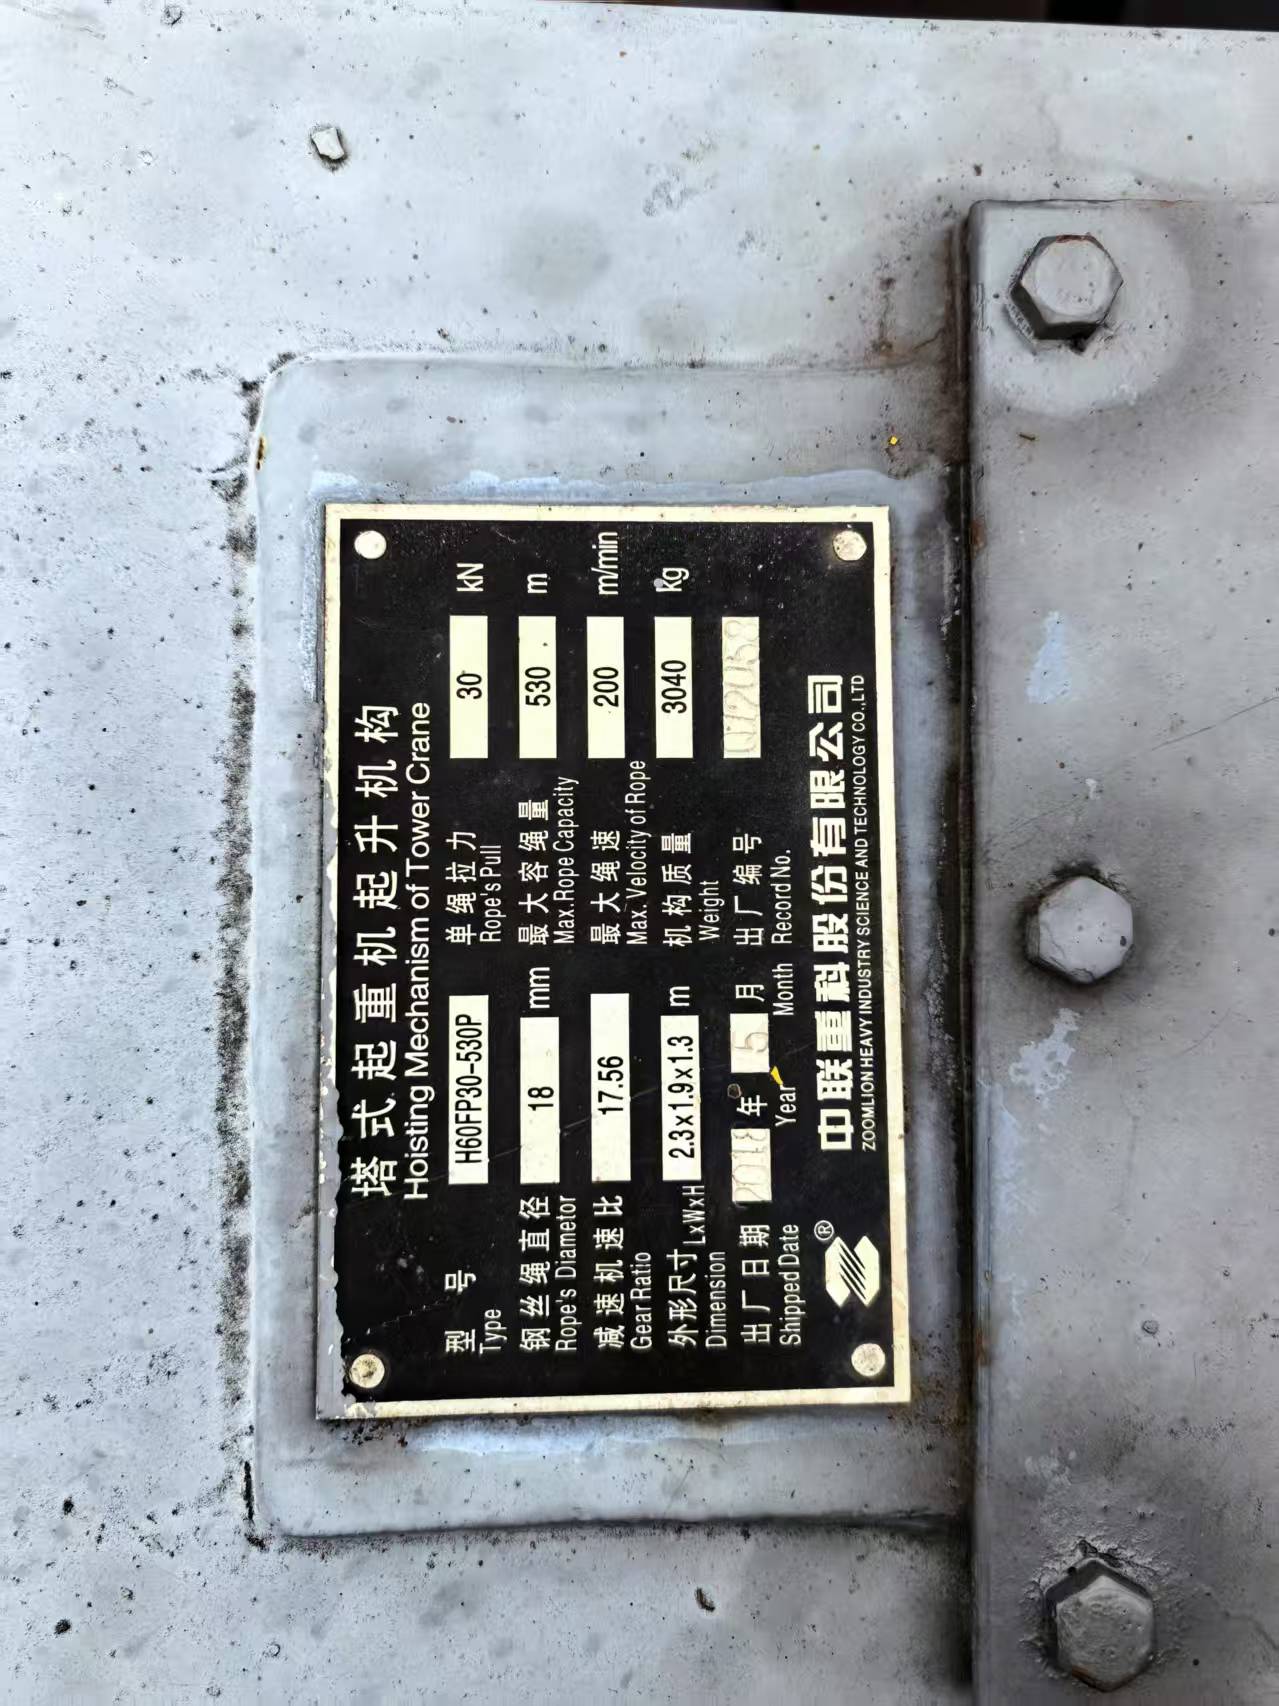 塔式起重机起升机构
Hoisting Mechanism of Tower Crane
型号 H60FP30-530P 单绳拉力 30 kN
Type Rope's Pull
钢丝绳直径 18 mm 最大容绳量 530 m
Rope's Diametor Max.Rope Capacity
减速机速比 17.56 最大绳速 200 m/min
Gear Ratio Max. Velocity of Rope
外形尺寸 LxWxH 2.3x1.9x1.3 m 机构质量 3040 kg
Dimension Weight
出厂日期 2018 年 5 月 出厂编号
Shipped Date Year Month Record No.
® 中联重科股份有限公司
ZOOMLION HEAVY INDUSTRY SCIENCE AND TECHNOLOGY CO.,LTD